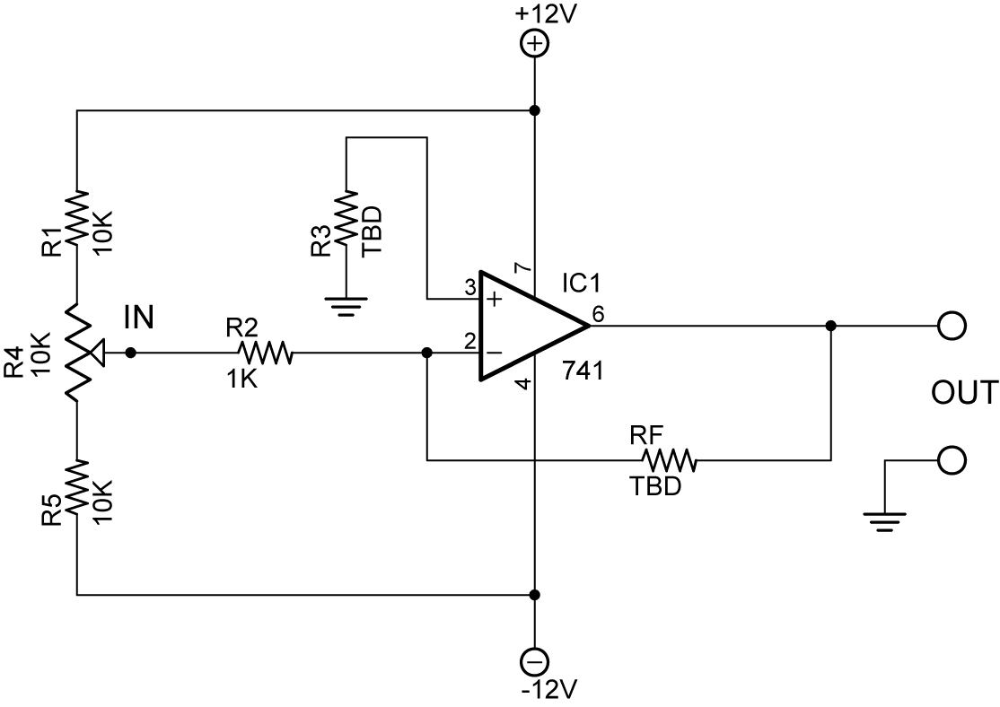 +12V
R1
10K
R3
TBD
7
IC1
3
+
6
IN
R2
2
−
R4
10K
1K
741
4
OUT
RF
TBD
R5
10K
-12V